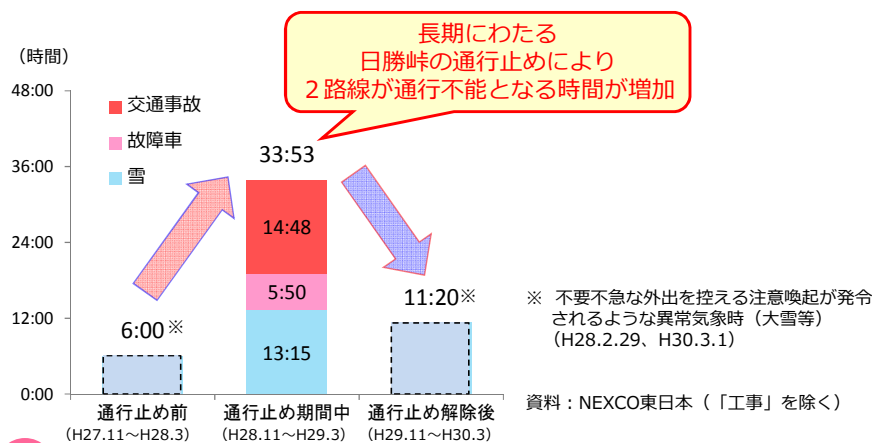 長期にわたる
日勝峠の通行止めにより
２路線が通行不能となる時間が増加
（時間）
48:00
36:00
24:00
12:00
0:00
交通事故
故障車
雪
33:53
14:48
5:50
13:15
6:00※
11:20※
通行止め前
（H27.11～H28.3）
通行止め期間中
（H28.11～H29.3）
通行止め解除後
（H29.11～H30.3）
※ 不要不急な外出を控える注意喚起が発令
されるような異常気象時（大雪等）
（H28.2.29、H30.3.1）
資料：NEXCO東日本（「工事」を除く）